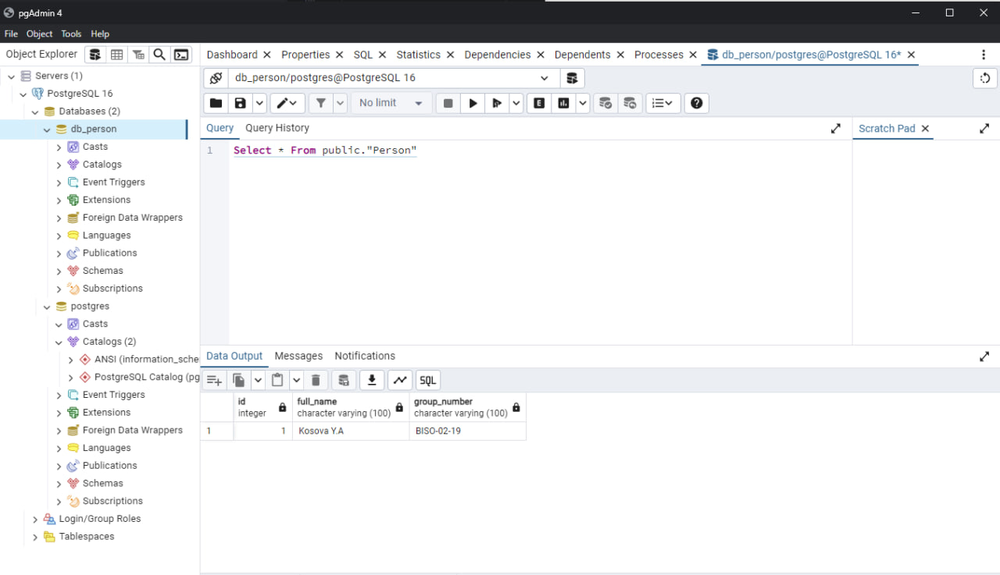 pgAdmin 4
File Object Tools Help
Object Explorer
Dashboard Properties SQL Statistics Dependencies Dependents Processes db_person/postgres@PostgreSQL 16*
Servers (1)
PostgreSQL 16
Databases (2)
db_person
Casts
Catalogs
Event Triggers
Extensions
Foreign Data Wrappers
Languages
Publications
Schemas
Subscriptions
postgres
Casts
Catalogs (2)
ANSI (information_sche
PostgreSQL Catalog (pg
Event Triggers
Extensions
Foreign Data Wrappers
Languages
Publications
Schemas
Subscriptions
Login/Group Roles
Tablespaces
db_person/postgres@PostgreSQL 16
No limit E
Query Query History Scratch Pad
1 Select * From public."Person"
Data Output Messages Notifications
SQL
id full_name group_number
integer character varying (100) character varying (100)
1 1 Kosova Y.A BISO-02-19